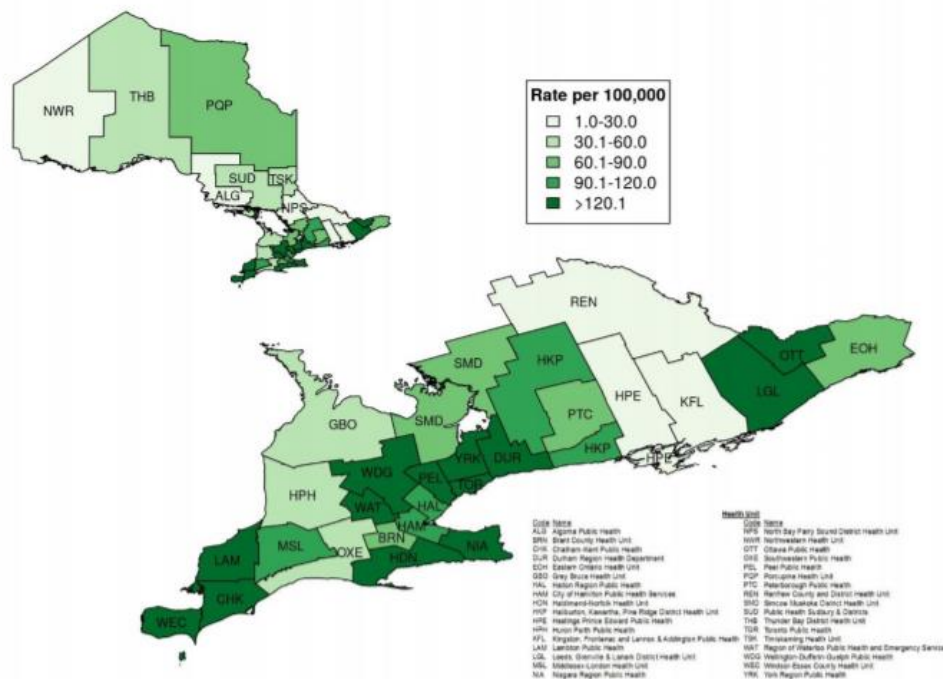 NWR
THB
PQP
SUD
TSK
ALG
NPS
Rate per 100,000
1.0-30.0
30.1-60.0
60.1-90.0
90.1-120.0
>120.1
REN
SMD
HKP
OTT
EOH
HPE
KFL
LGL
PTC
GBO
SMD
HKP
HPE
WDG
YRK
DUR
PEL
TOR
HPH
WAT
HAL
HAM
MSL
OXE
BRN
NIA
HDN
LAM
CHK
WEC
Health Unit
Code Name
ALG Algoma Public Health
BRN Brant County Health Unit
CHK Chatham-Kent Public Health
DUR Durham Region Health Department
EOH Eastern Ontario Health Unit
GBO Grey Bruce Health Unit
HAL Halton Region Public Health
HAM City of Hamilton Public Health Services
HDN Haldimand-Norfolk Health Unit
HKP Haliburton, Kawartha, Pine Ridge District Health Unit
HPE Hastings Prince Edward Public Health
HPH Huron Perth Public Health
KFL Kingston, Frontenac and Lennox & Addington Public Health
LAM Lambton Public Health
LGL Leeds, Grenville & Lanark District Health Unit
MSL Middlesex-London Health Unit
NIA Niagara Region Public Health
Code Name
NPS North Bay Parry Sound District Health Unit
NWR Northwestern Health Unit
OTT Ottawa Public Health
OXE Southwestern Public Health
PEL Peel Public Health
PQP Porcupine Health Unit
PTC Peterborough Public Health
REN Renfrew County and District Health Unit
SMD Simcoe Muskoka District Health Unit
SUD Public Health Sudbury & Districts
THB Thunder Bay District Health Unit
TOR Toronto Public Health
TSK Timiskaming Health Unit
WAT Region of Waterloo Public Health and Emergency Service
WDG Wellington-Dufferin-Guelph Public Health
WEC Windsor-Essex County Health Unit
YRK York Region Public Health